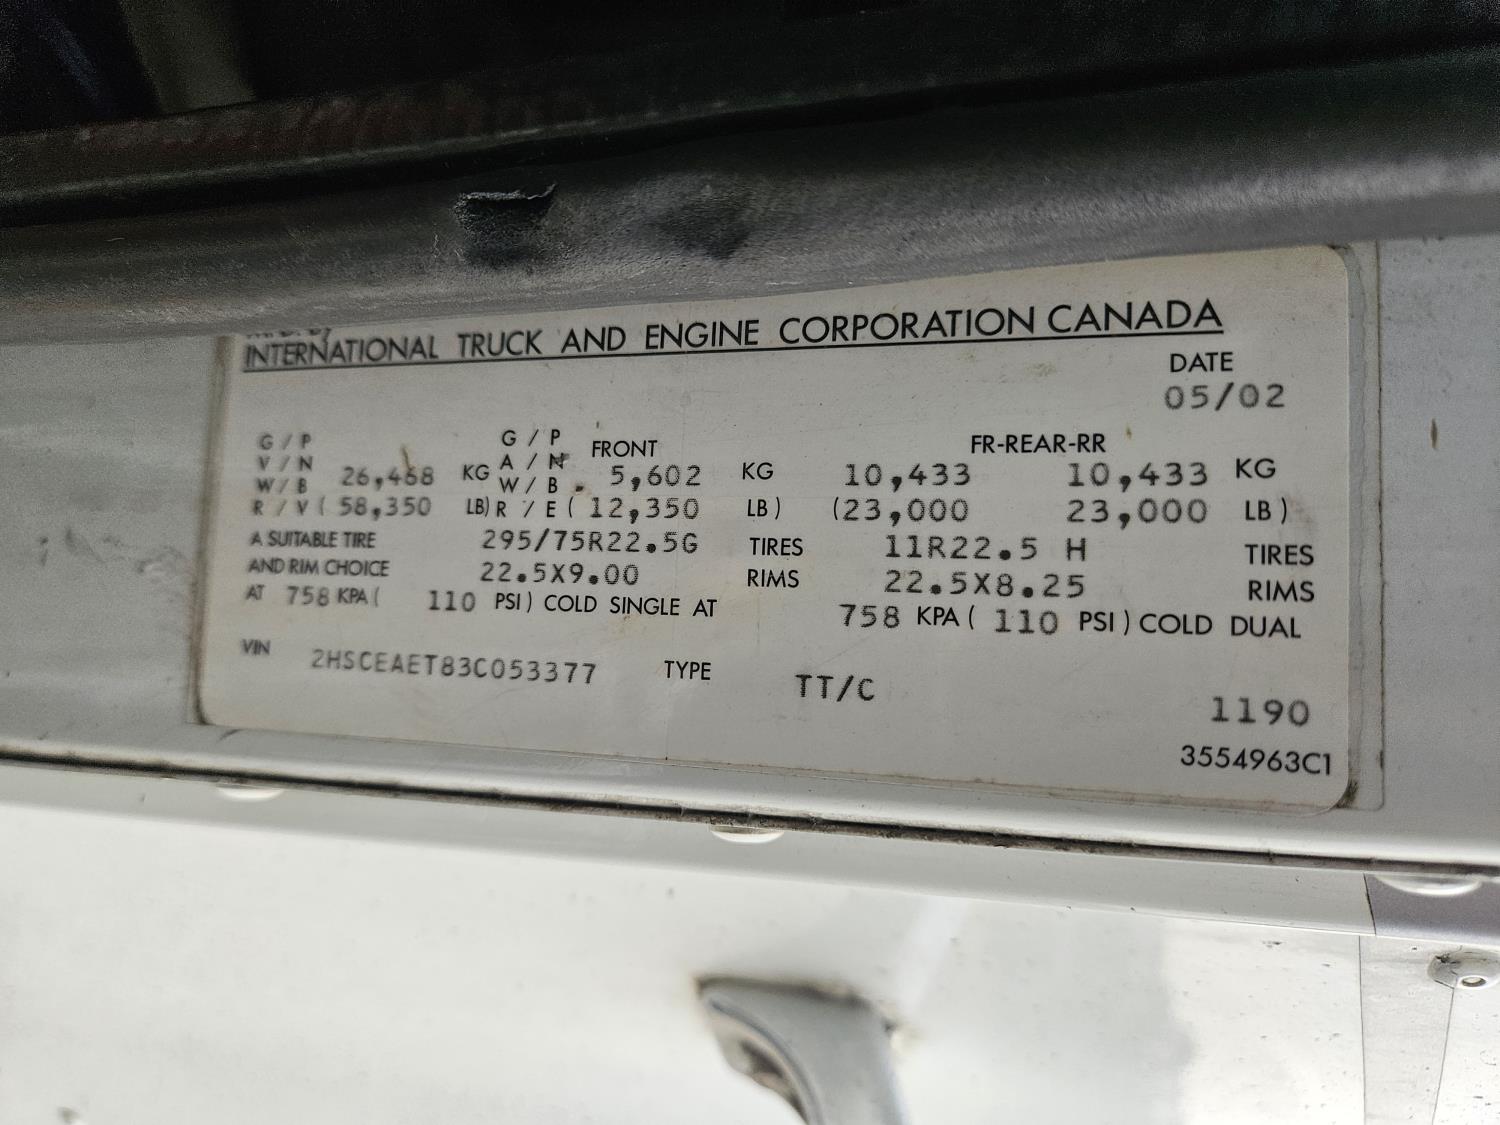 INTERNATIONAL TRUCK AND ENGINE CORPORATION CANADA
DATE
05/02
G / P G / P FRONT FR-REAR-RR
V / N 26,468 KG A / N 5,602 KG 10,433 10,433 KG
W / B W / B
R / V ( 58,350 LB) R / E ( 12,350 LB ) (23,000 23,000 LB )
A SUITABLE TIRE 295/75R22.5G TIRES 11R22.5 H TIRES
AND RIM CHOICE 22.5X9.00 RIMS 22.5X8.25 RIMS
AT 758 KPA ( 110 PSI ) COLD SINGLE AT 758 KPA ( 110 PSI ) COLD DUAL
VIN 2HSCEAET83C053377 TYPE TT/C
1190
3554963C1